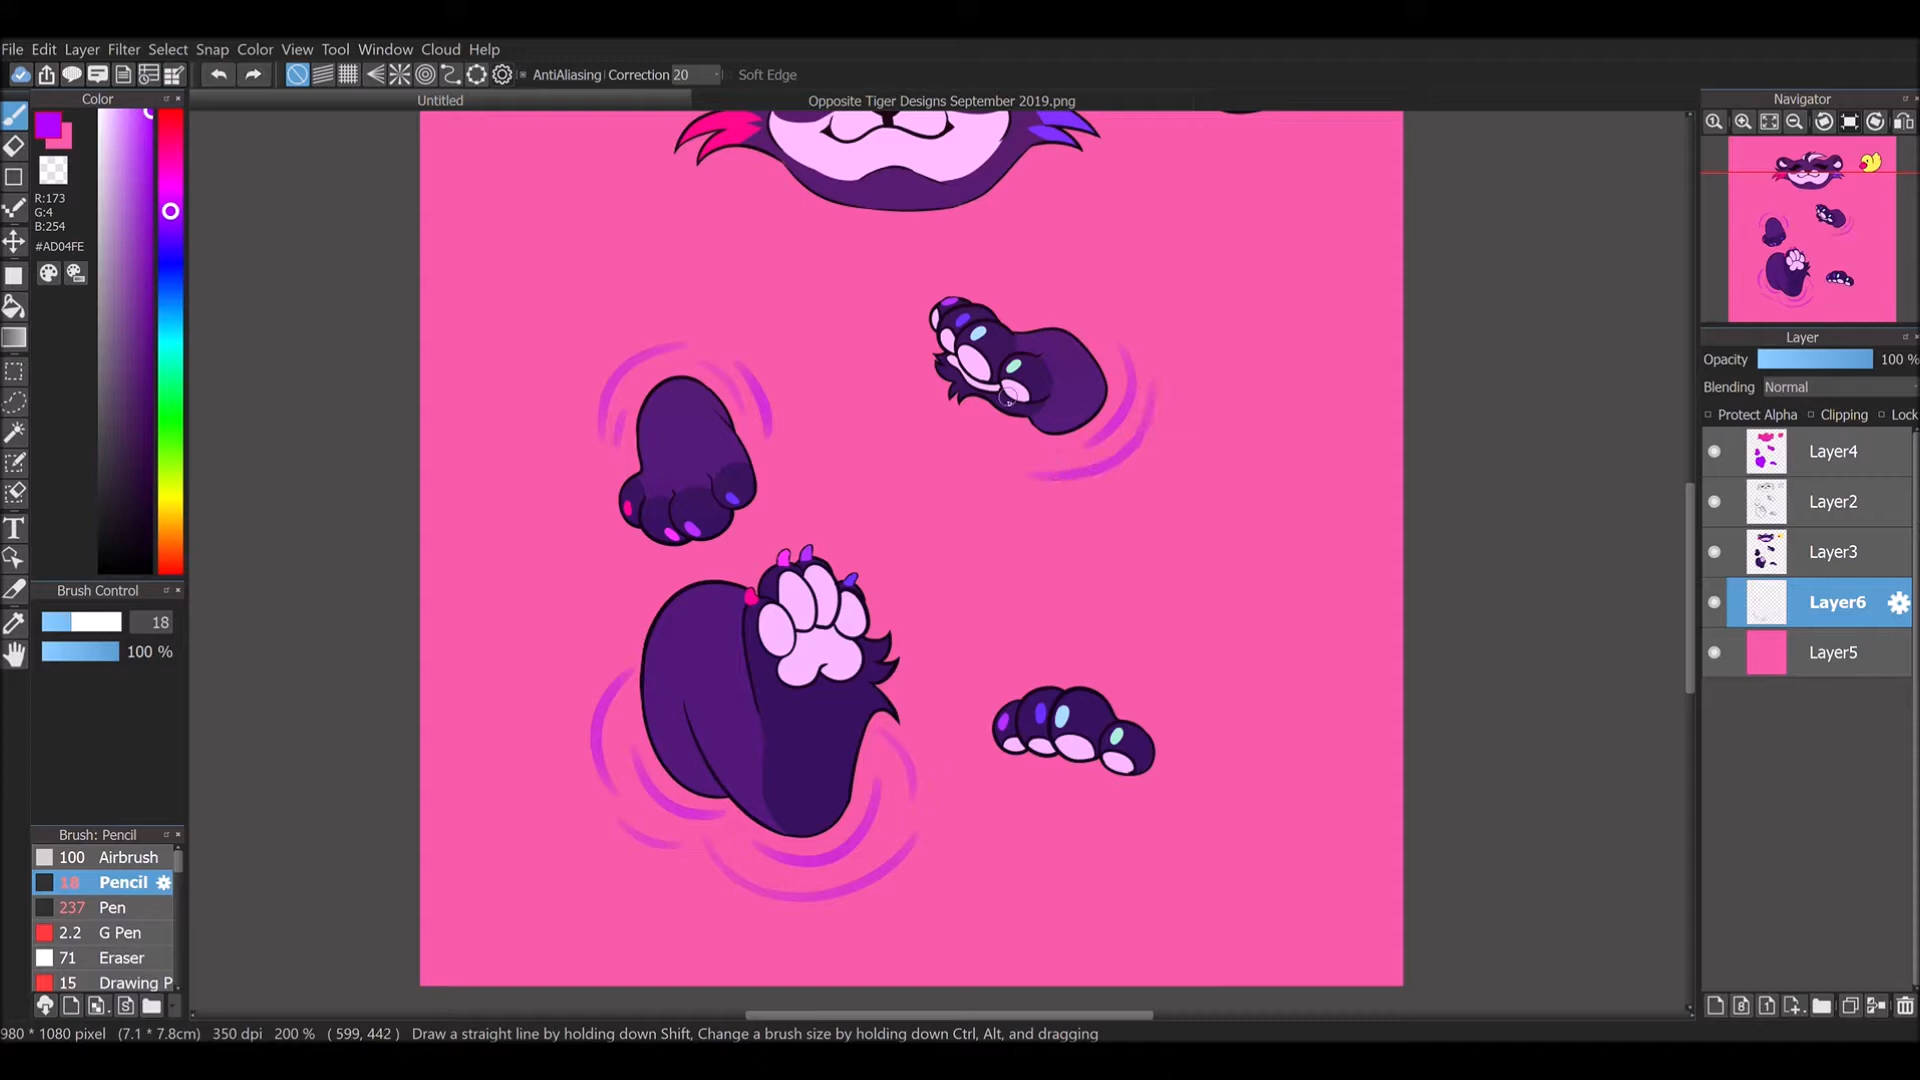 File Edit Layer Filter Select Snap Color View Tool Window Cloud Help
AntiAliasing Correction 20 Soft Edge
Color
Untitled
Opposite Tiger Designs September 2019.png
Navigator
R:173
G:4
B:254
#AD04FE
Layer
Opacity 100 %
Blending Normal
Protect Alpha Clipping Lock
Layer4
Layer2
Layer3
Layer6
Layer5
Brush Control
18
100 %
Brush: Pencil
100 Airbrush
18 Pencil
237 Pen
2.2 G Pen
71 Eraser
15 Drawing P
980 * 1080 pixel (7.1 * 7.8cm) 350 dpi 200 % ( 599, 442 ) Draw a straight line by holding down Shift, Change a brush size by holding down Ctrl, Alt, and dragging